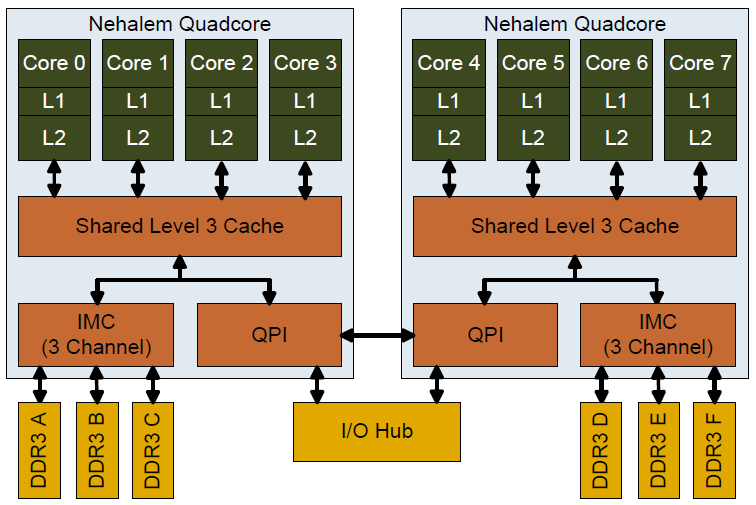 Nehalem Quadcore
Core 0 Core 1 Core 2 Core 3
L1 L1 L1 L1
L2 L2 L2 L2
Shared Level 3 Cache
IMC
(3 Channel)
QPI
DDR3 A
DDR3 B
DDR3 C
Nehalem Quadcore
Core 4 Core 5 Core 6 Core 7
L1 L1 L1 L1
L2 L2 L2 L2
Shared Level 3 Cache
QPI
IMC
(3 Channel)
I/O Hub
DDR3 D
DDR3 E
DDR3 F